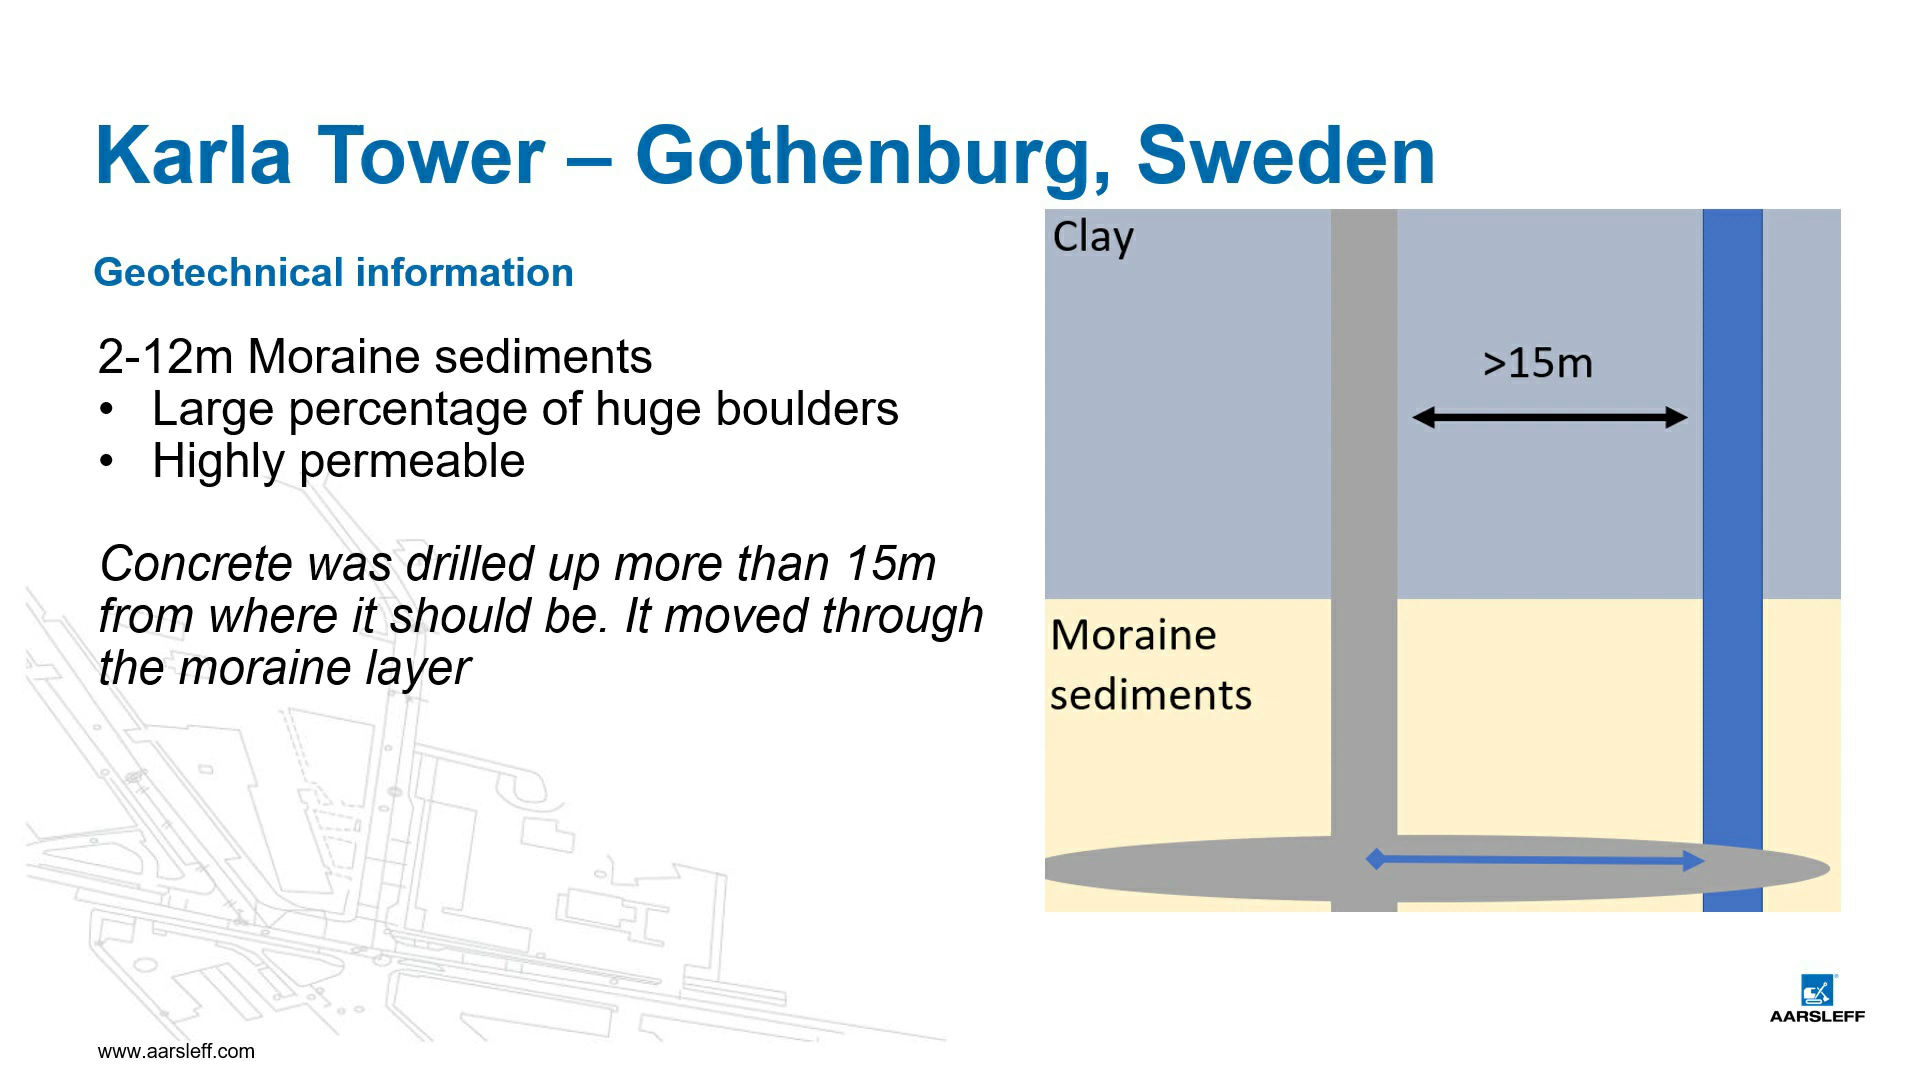 Karla Tower – Gothenburg, Sweden
Geotechnical information
2-12m Moraine sediments
• Large percentage of huge boulders
• Highly permeable
Concrete was drilled up more than 15m
from where it should be. It moved through
the moraine layer
Clay
>15m
Moraine
sediments
AARSLEFF
www.aarsleff.com